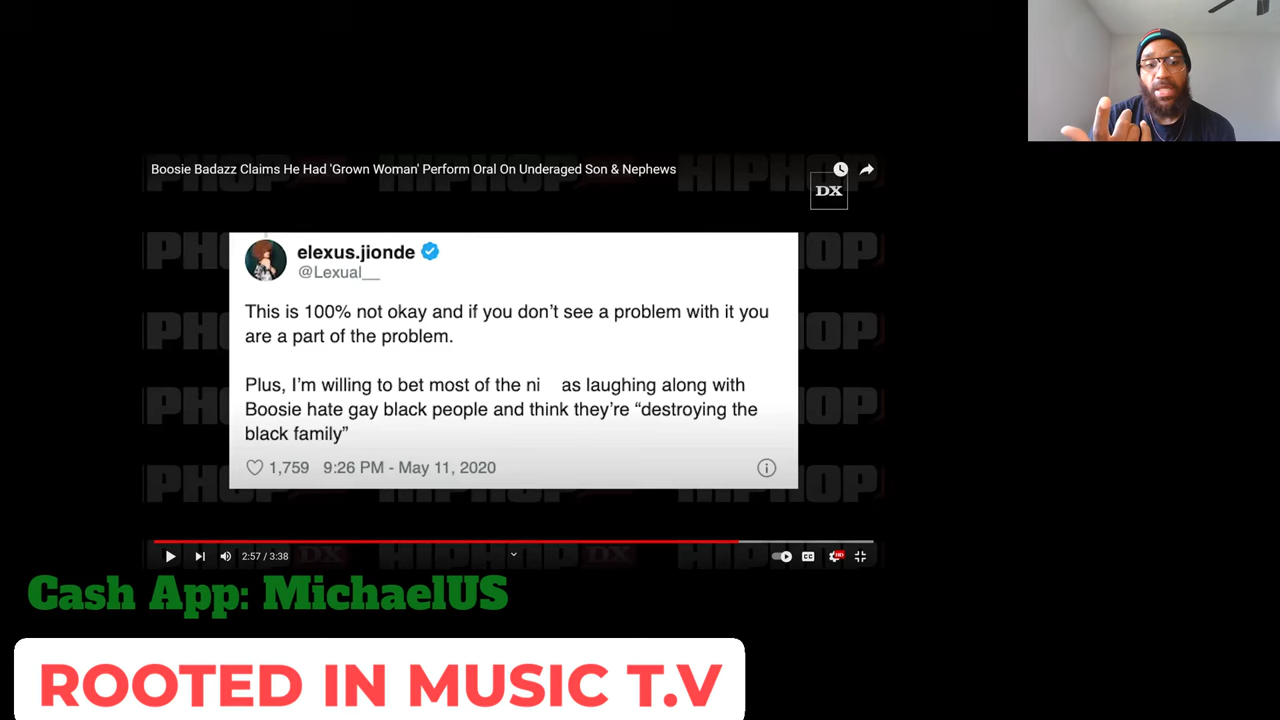 Boosie Badazz Claims He Had 'Grown Woman' Perform Oral On Underaged Son & Nephews
DX
elexus.jionde
@Lexual__
This is 100% not okay and if you don't see a problem with it you
are a part of the problem.
Plus, I'm willing to bet most of the ni as laughing along with
Boosie hate gay black people and think they're “destroying the
black family”
1,759 9:26 PM - May 11, 2020
2:57 / 3:38
CC
HD
Cash App: MichaelUS
ROOTED IN MUSIC T.V